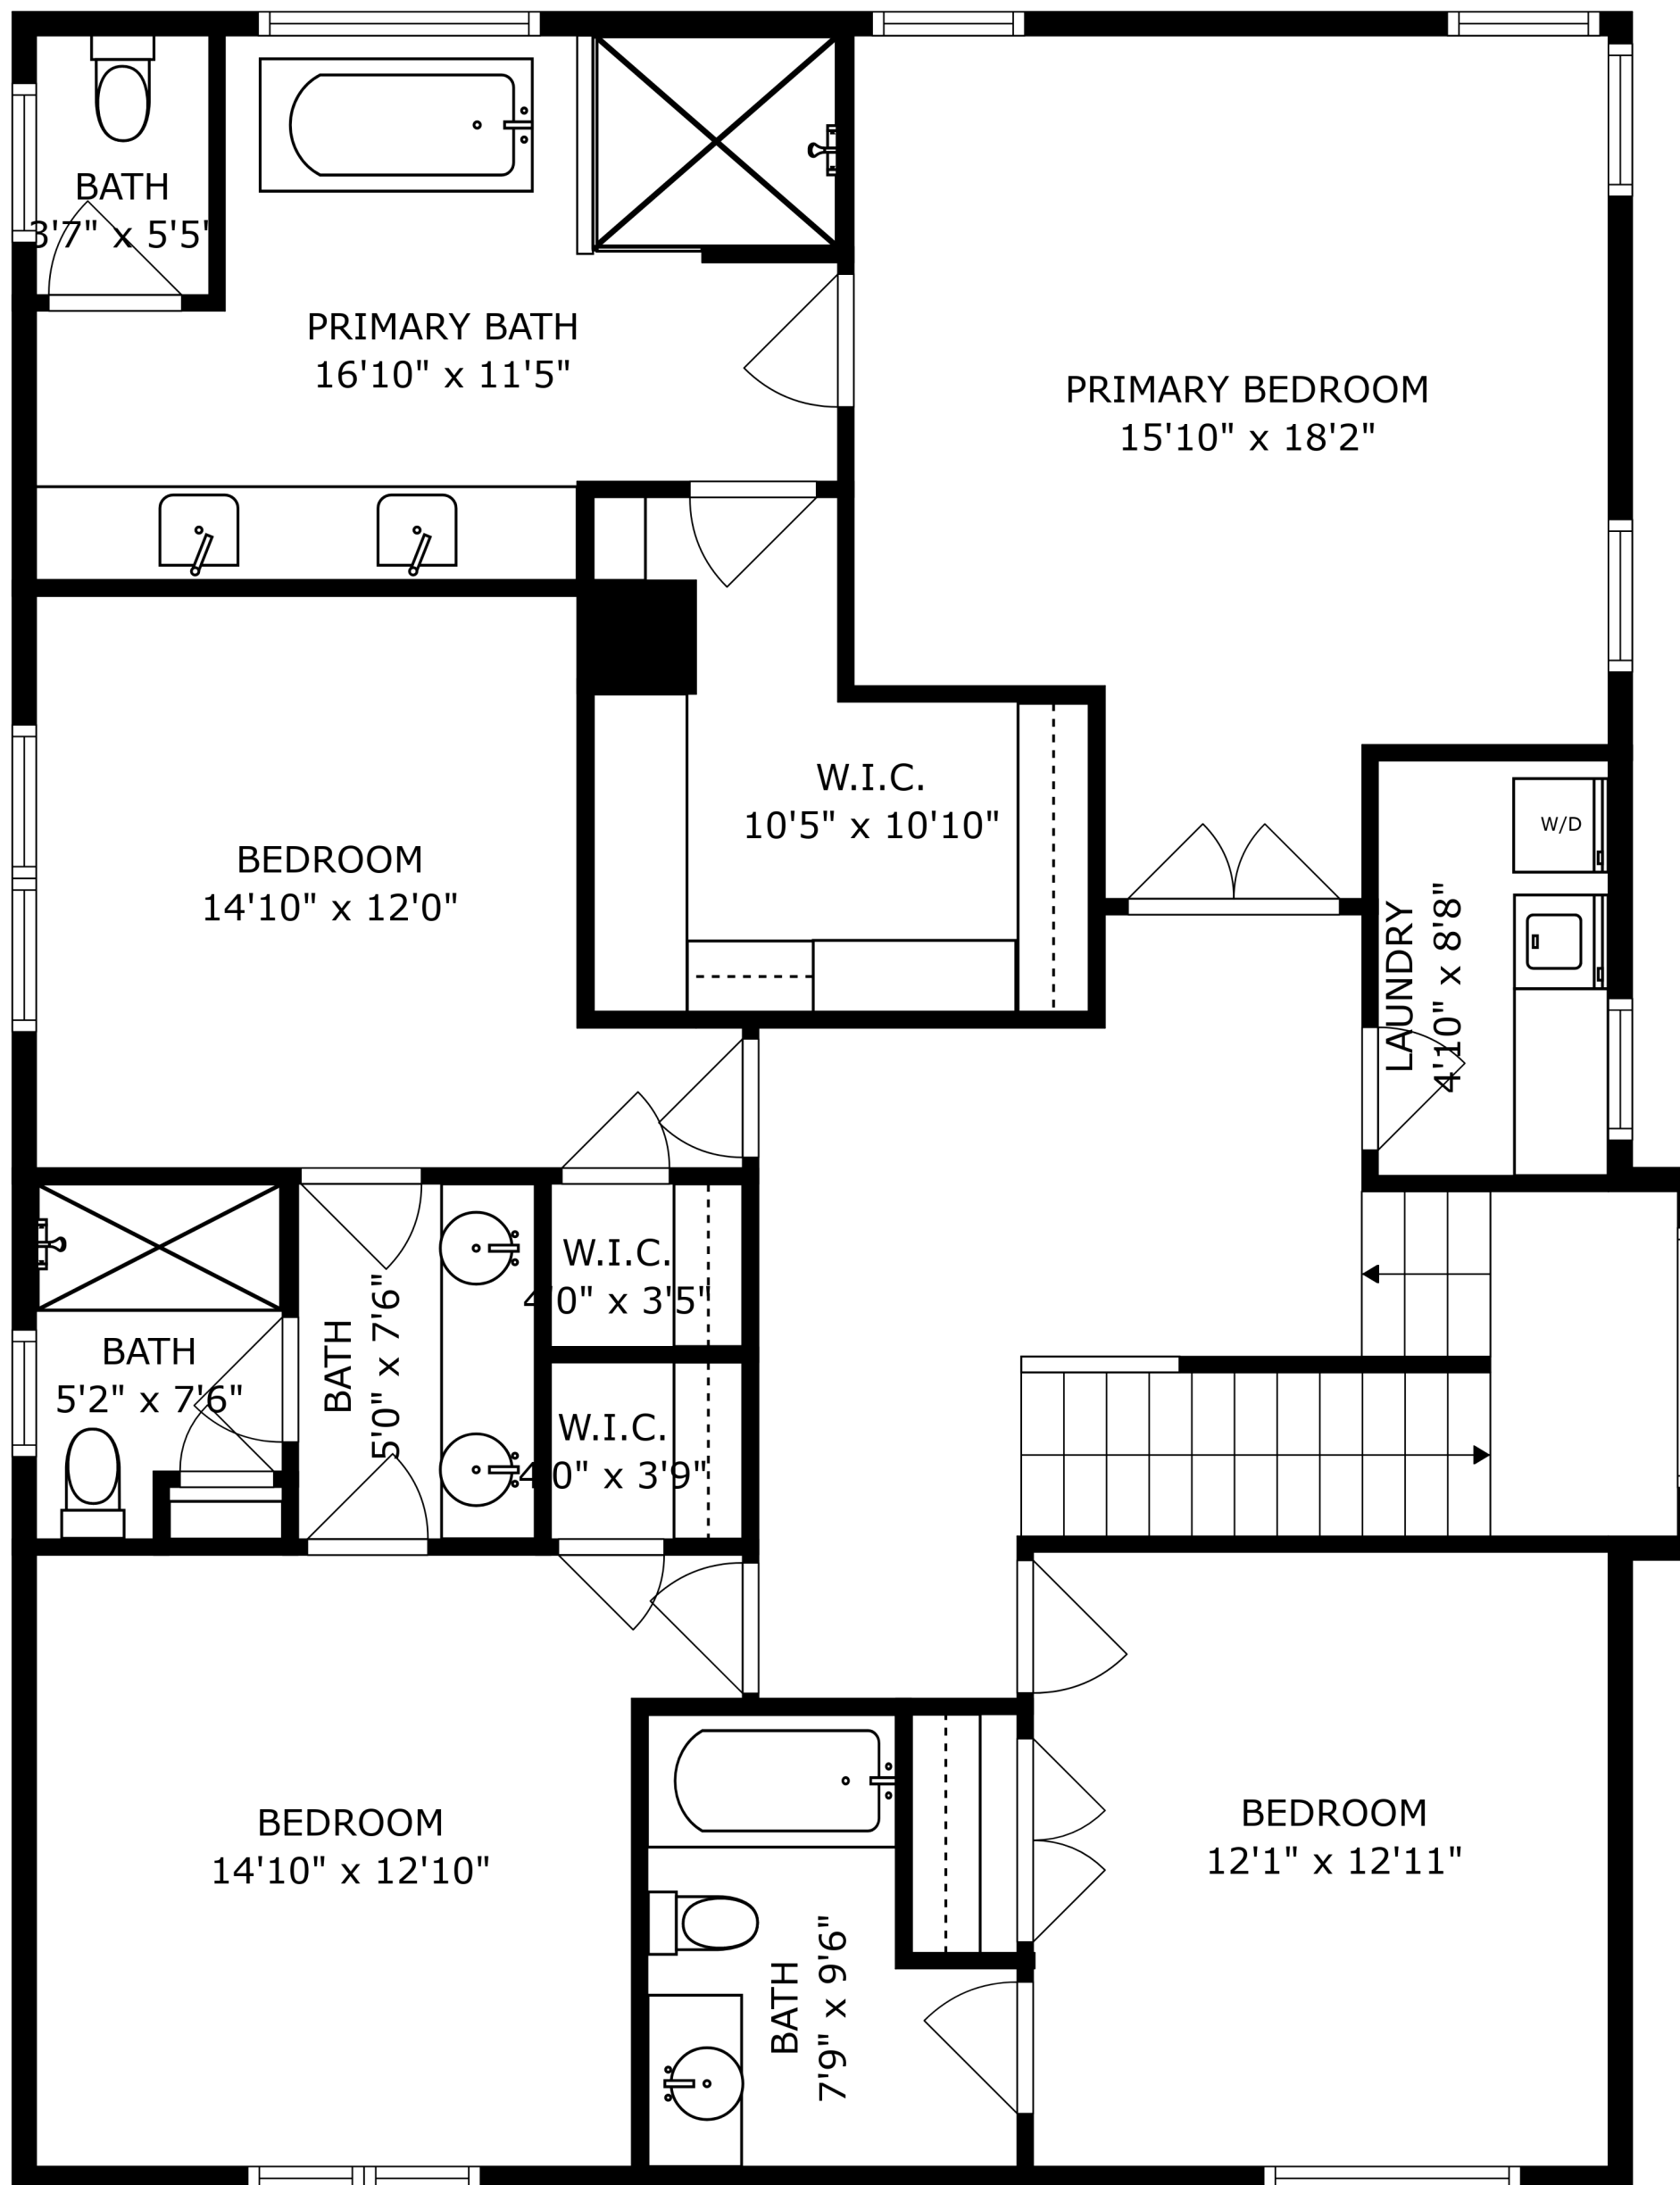 BATH
3'7" x 5'5"
PRIMARY BATH
16'10" x 11'5"
PRIMARY BEDROOM
15'10" x 18'2"
W.I.C.
10'5" x 10'10"
W/D
BEDROOM
14'10" x 12'0"
LAUNDRY
4'10" x 8'8"
W.I.C.
4'0" x 3'5"
BATH
5'2" x 7'6"
BATH
5'0" x 7'6"
W.I.C.
4'0" x 3'9"
BEDROOM
14'10" x 12'10"
BEDROOM
12'1" x 12'11"
BATH
7'9" x 9'6"